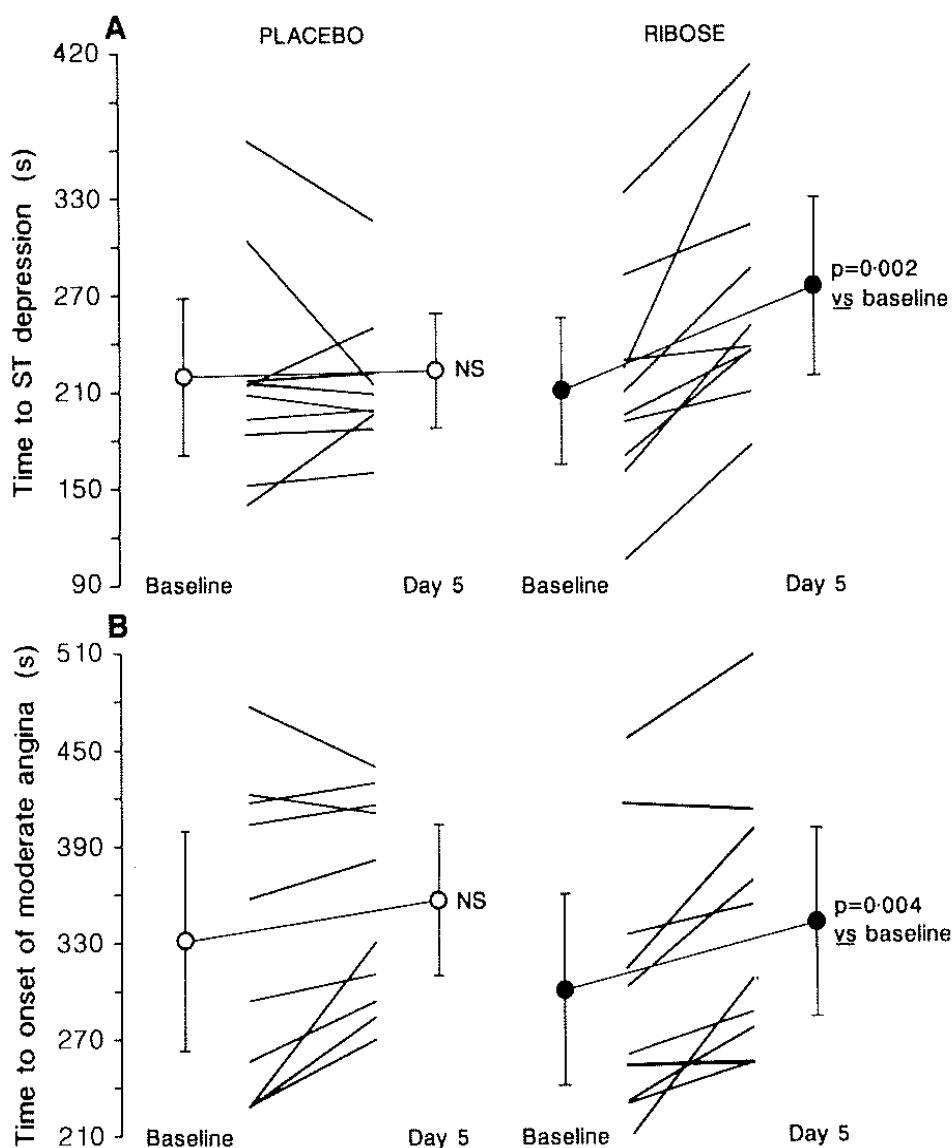 A
PLACEBO
RIBOSE
Time to ST depression (s)
420
330
270
210
150
90
NS
p=0·002
vs baseline
Baseline
Day 5
Baseline
Day 5
B
Time to onset of moderate angina (s)
510
450
390
330
270
210
NS
p=0·004
vs baseline
Baseline
Day 5
Baseline
Day 5